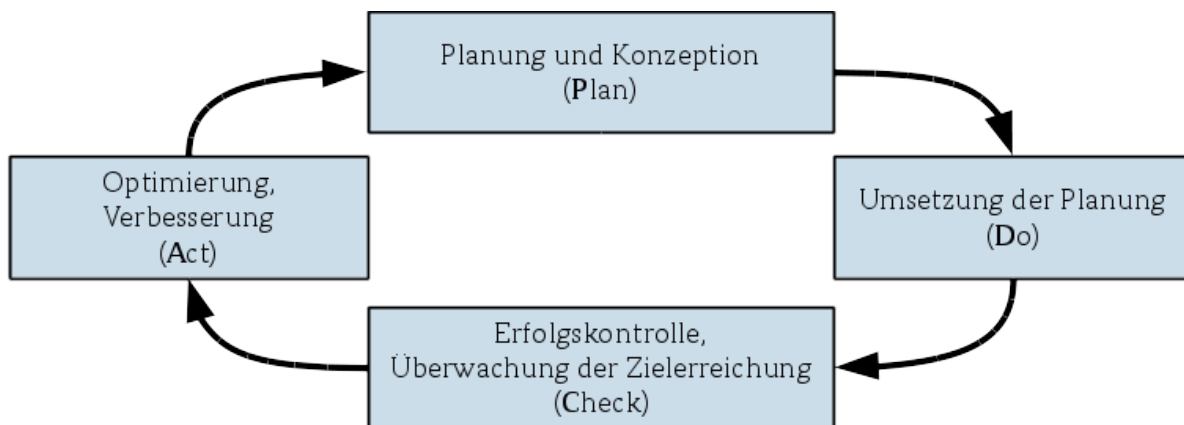 Planung und Konzeption
(Plan)
Umsetzung der Planung
(Do)
Erfolgskontrolle,
Überwachung der Zielerreichung
(Check)
Optimierung,
Verbesserung
(Act)